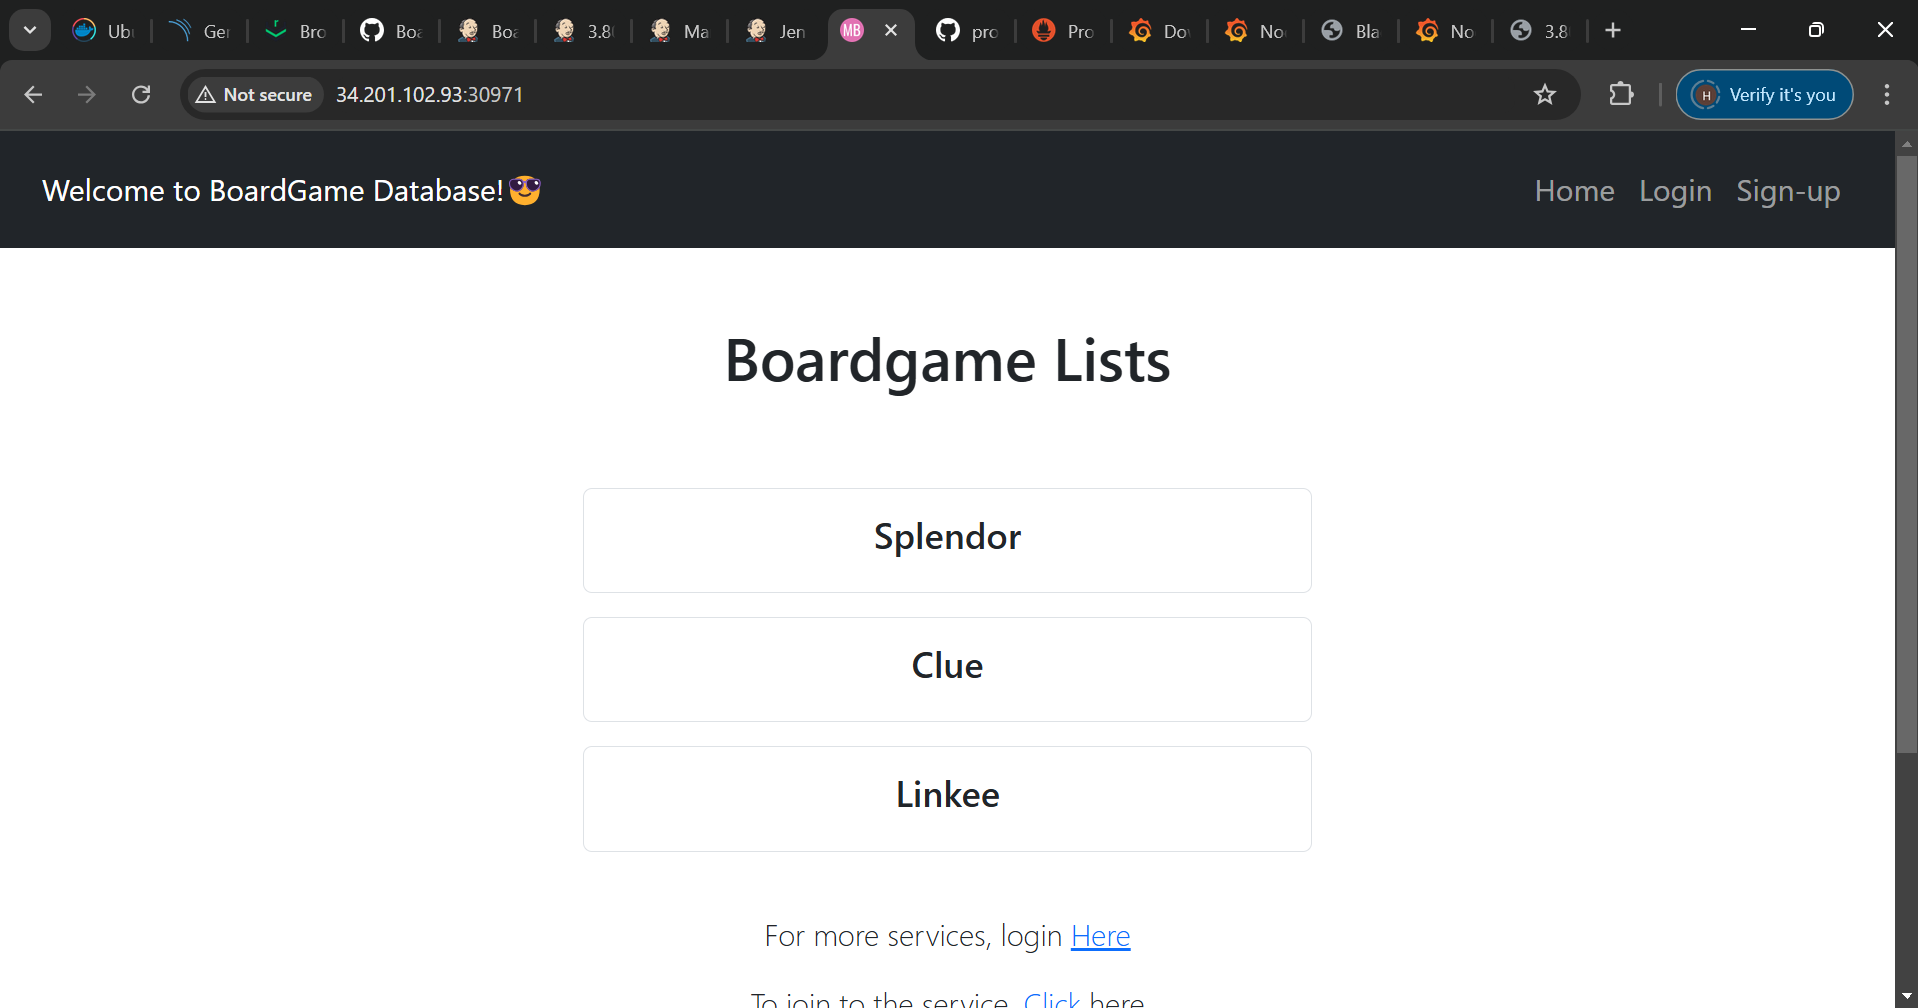 Ubu
Ger
Bro
Boa
Boa
3.80
Ma
Jen
MB
pro
Pro
Do
No
Bla
No
3.8
Not secure
34.201.102.93:30971
H
Verify it's you
Welcome to BoardGame Database!😎
Home Login Sign-up
Boardgame Lists
Splendor
Clue
Linkee
For more services, login Here
To join to the service, Click here